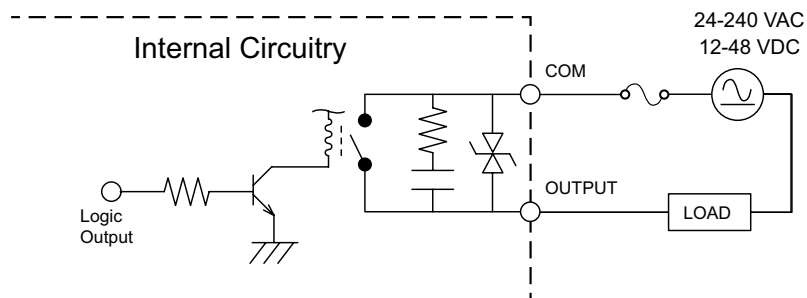 24-240 VAC
12-48 VDC
Internal Circuitry
COM
OUTPUT
LOAD
Logic
Output